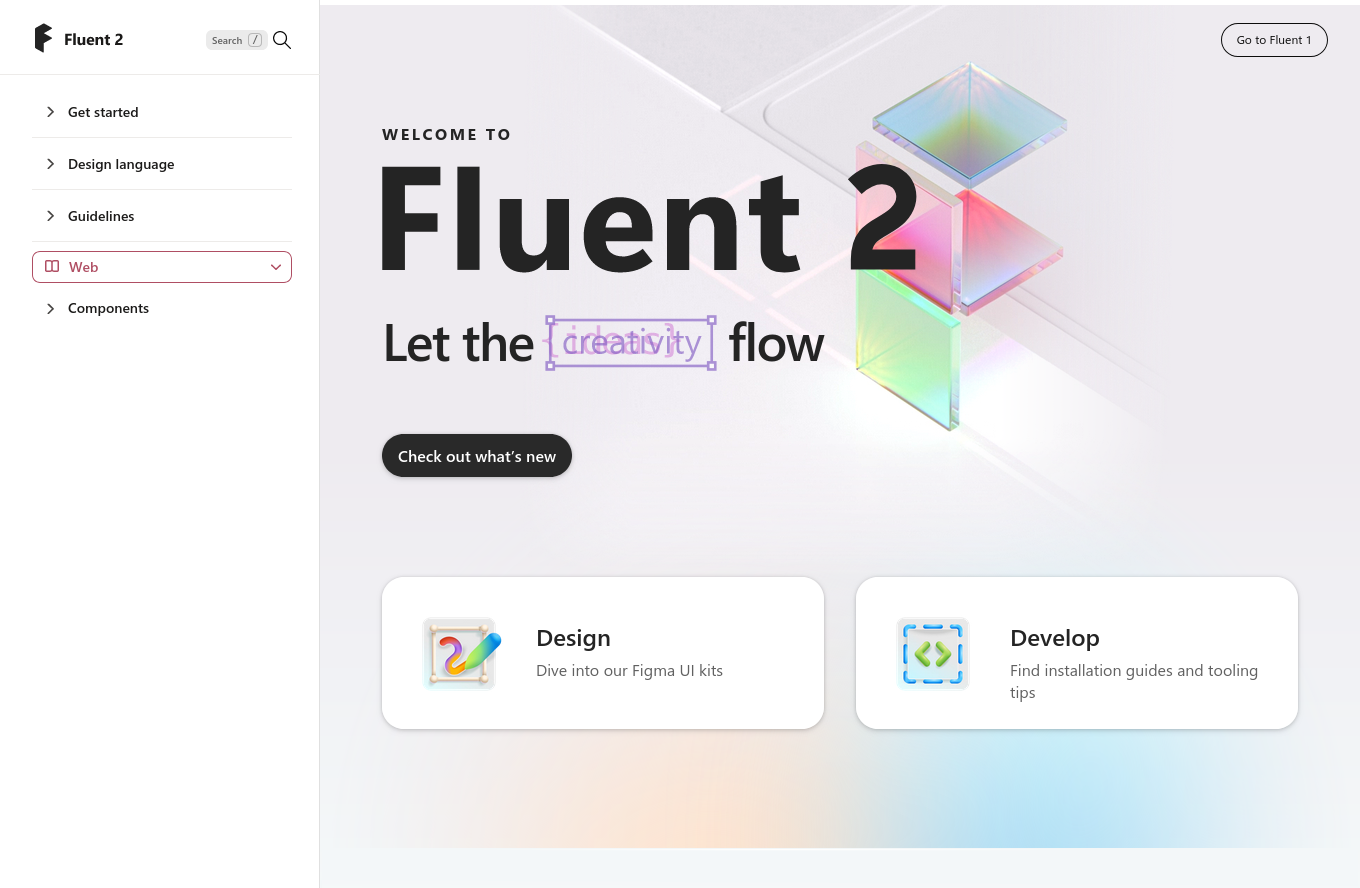 Fluent 2
Search /
Get started
Design language
Guidelines
Web
Components
Go to Fluent 1
WELCOME TO
Fluent 2
Let the {ideas} creativity flow
Check out what's new
Design
Dive into our Figma UI kits
Develop
Find installation guides and tooling
tips